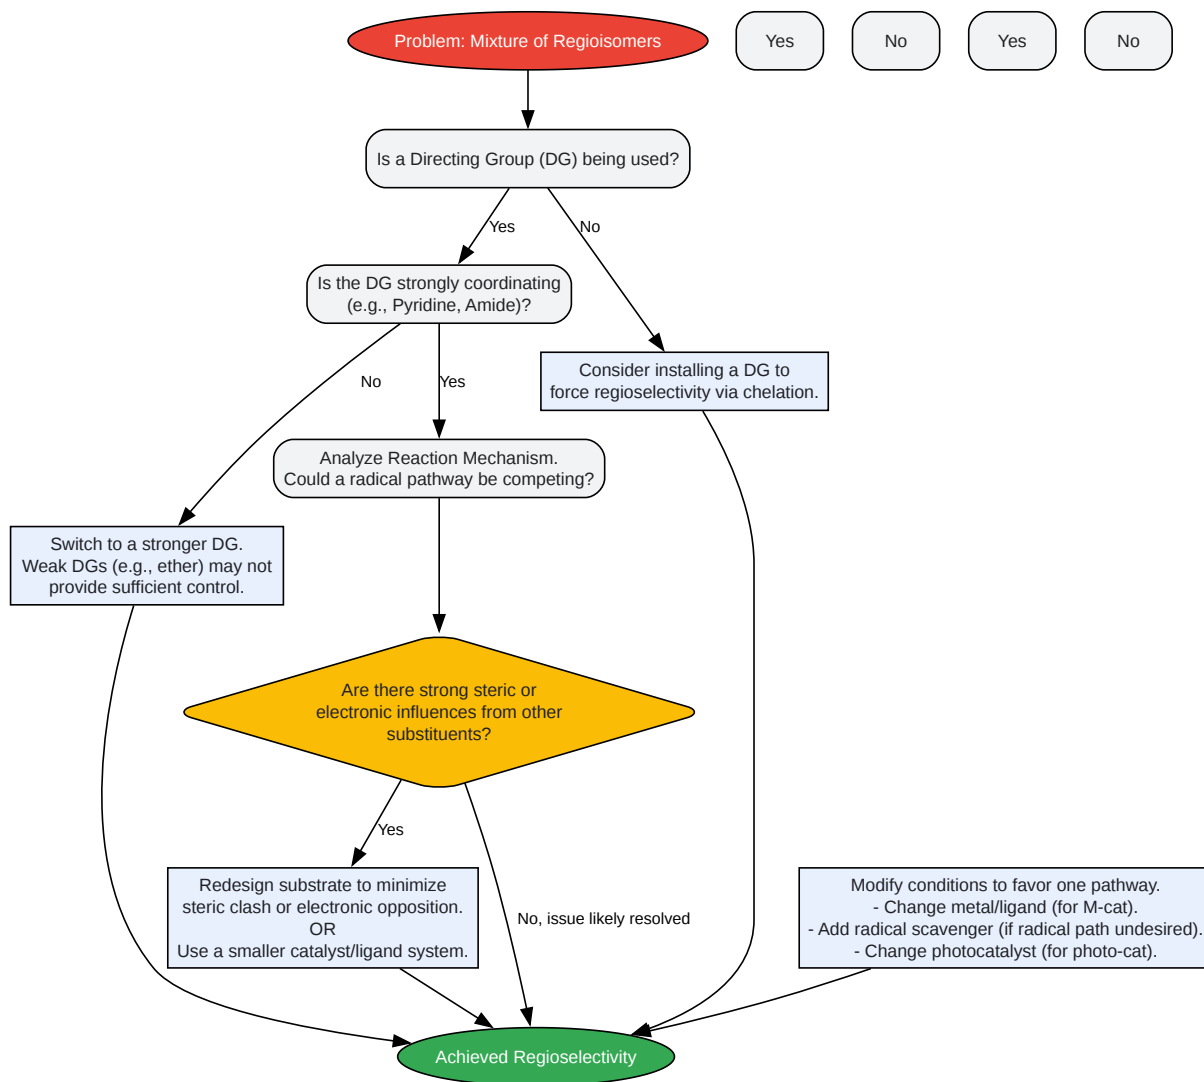 Problem: Mixture of Regioisomers
Yes
No
Yes
No
Is a Directing Group (DG) being used?
Yes
No
Is the DG strongly coordinating
(e.g., Pyridine, Amide)?
Consider installing a DG to
force regioselectivity via chelation.
No
Yes
Analyze Reaction Mechanism.
Could a radical pathway be competing?
Switch to a stronger DG.
Weak DGs (e.g., ether) may not
provide sufficient control.
Are there strong steric or
electronic influences from other
substituents?
Yes
No, issue likely resolved
Redesign substrate to minimize
steric clash or electronic opposition.
OR
Use a smaller catalyst/ligand system.
Modify conditions to favor one pathway.
- Change metal/ligand (for M-cat).
- Add radical scavenger (if radical path undesired).
- Change photocatalyst (for photo-cat).
Achieved Regioselectivity